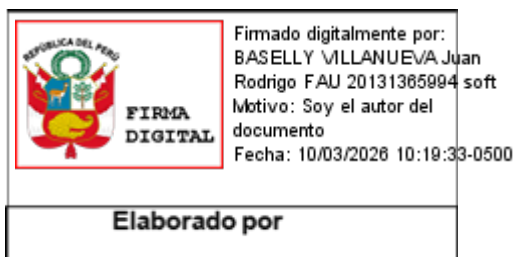 REPÚBLICA DEL PERÚ
FIRMA
DIGITAL
Firmado digitalmente por:
BASELLY VILLANUEVA Juan
Rodrigo FAU 20131365994 soft
Motivo: Soy el autor del
documento
Fecha: 10/03/2026 10:19:33-0500
Elaborado por